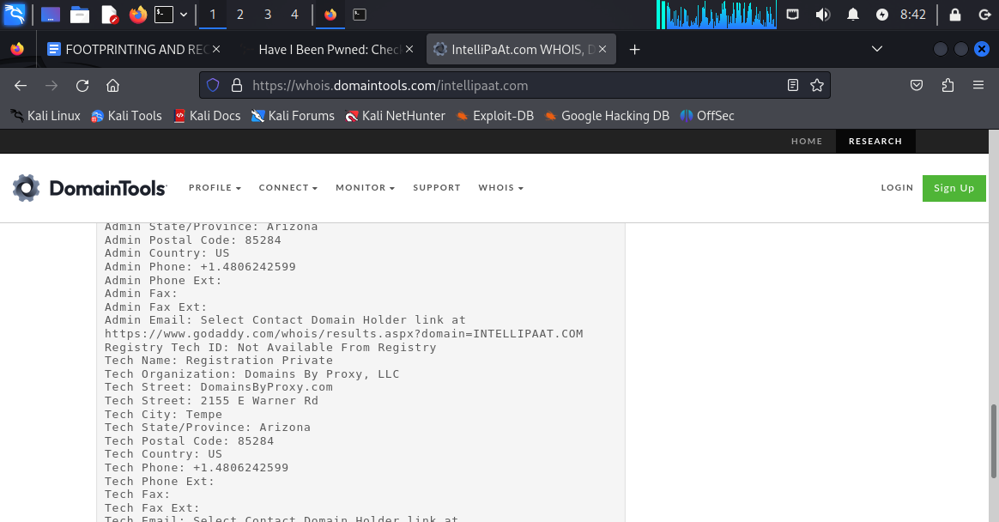 1 2 3 4 8:42
FOOTPRINTING AND REC Have I Been Pwned: Chec IntelliPaAt.com WHOIS, D
https://whois.domaintools.com/intellipaat.com
Kali Linux Kali Tools Kali Docs Kali Forums Kali NetHunter Exploit-DB Google Hacking DB OffSec
HOME RESEARCH
DomainTools PROFILE CONNECT MONITOR SUPPORT WHOIS LOGIN Sign Up
Admin State/Province: Arizona
Admin Postal Code: 85284
Admin Country: US
Admin Phone: +1.4806242599
Admin Phone Ext:
Admin Fax:
Admin Fax Ext:
Admin Email: Select Contact Domain Holder link at
https://www.godaddy.com/whois/results.aspx?domain=INTELLIPAAT.COM
Registry Tech ID: Not Available From Registry
Tech Name: Registration Private
Tech Organization: Domains By Proxy, LLC
Tech Street: DomainsByProxy.com
Tech Street: 2155 E Warner Rd
Tech City: Tempe
Tech State/Province: Arizona
Tech Postal Code: 85284
Tech Country: US
Tech Phone: +1.4806242599
Tech Phone Ext:
Tech Fax:
Tech Fax Ext:
Tech Email: Select Contact Domain Holder link at